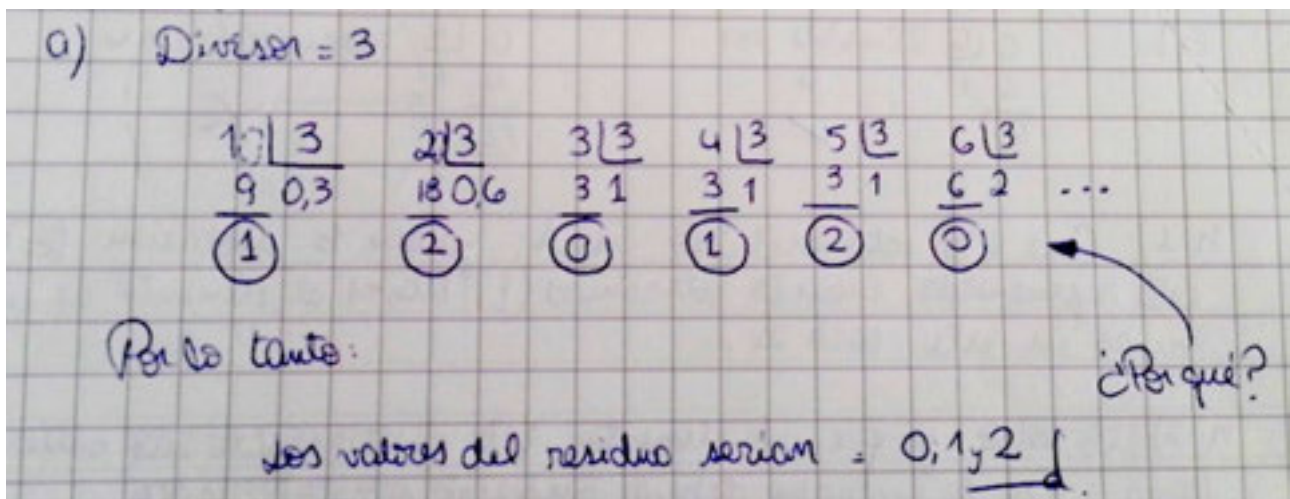 a) Divisor = 3
10 3 2 3 3 3 4 3 5 3 6 3
9 0,3 18 0,6 3 1 3 1 3 1 6 2 ...
1 2 0 1 2 0
Por lo tanto:
¿Por qué?
Los valores del residuo serian = 0, 1, 2